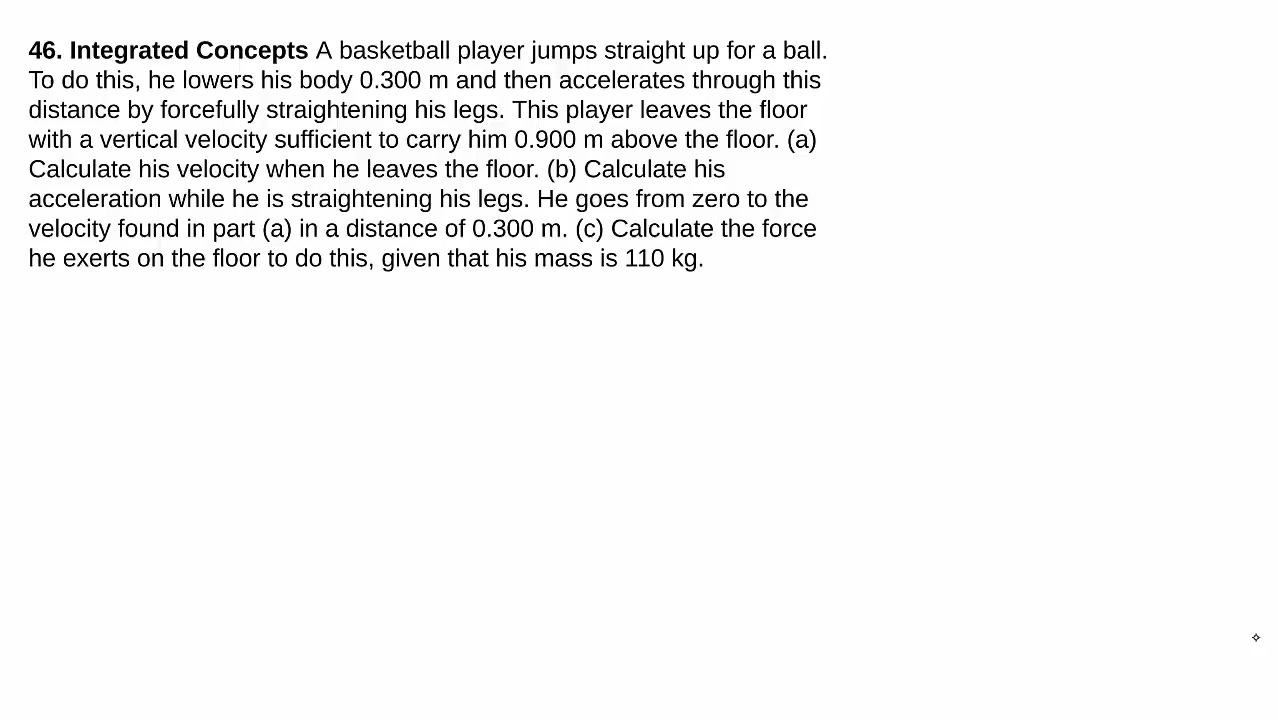 46. Integrated Concepts A basketball player jumps straight up for a ball.
To do this, he lowers his body 0.300 m and then accelerates through this
distance by forcefully straightening his legs. This player leaves the floor
with a vertical velocity sufficient to carry him 0.900 m above the floor. (a)
Calculate his velocity when he leaves the floor. (b) Calculate his
acceleration while he is straightening his legs. He goes from zero to the
velocity found in part (a) in a distance of 0.300 m. (c) Calculate the force
he exerts on the floor to do this, given that his mass is 110 kg.